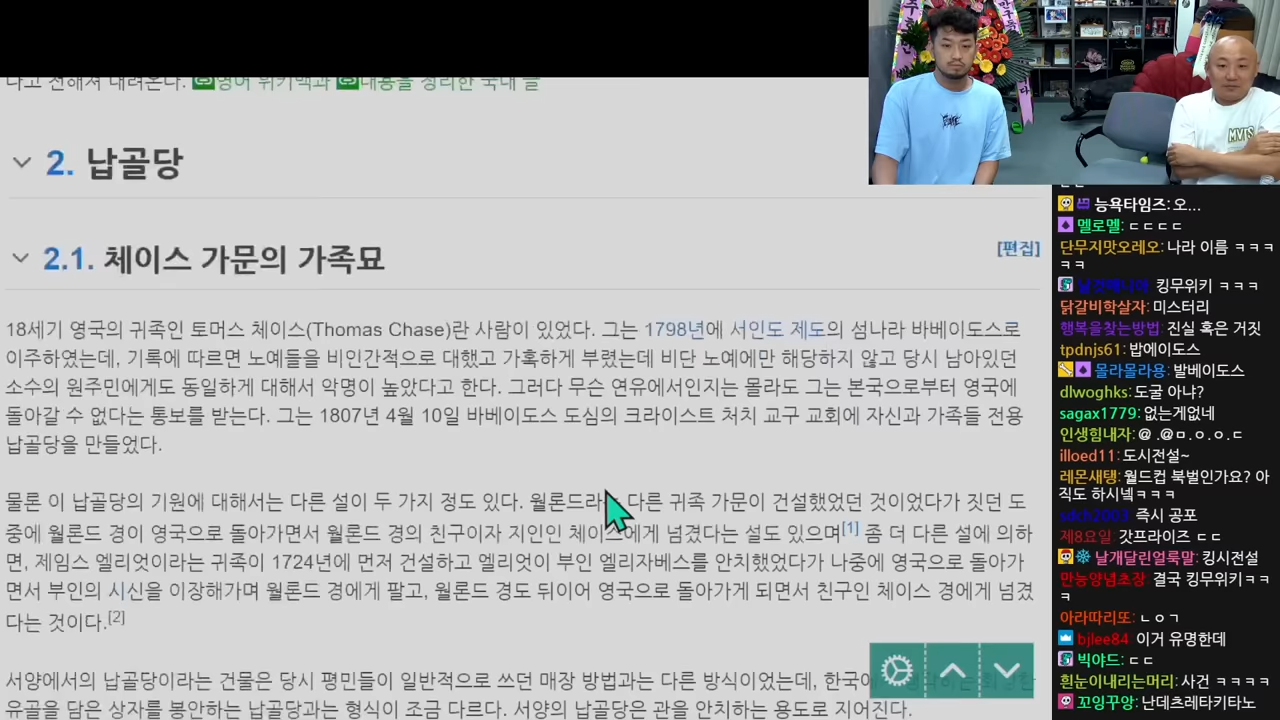 다고 전해져 내려온다. 영어 위키백과 내용을 정리한 국내 글
2. 납골당
2.1. 체이스 가문의 가족묘
[편집]
18세기 영국의 귀족인 토머스 체이스(Thomas Chase)란 사람이 있었다. 그는 1798년에 서인도 제도의 섬나라 바베이도스로
이주하였는데, 기록에 따르면 노예들을 비인간적으로 대했고 가혹하게 부렸는데 비단 노예에만 해당하지 않고 당시 남아있던
소수의 원주민에게도 동일하게 대해서 악명이 높았다고 한다. 그러다 무슨 연유에서인지는 몰라도 그는 본국으로부터 영국에
돌아갈 수 없다는 통보를 받는다. 그는 1807년 4월 10일 바베이도스 도심의 크라이스트 처치 교구 교회에 자신과 가족들 전용
납골당을 만들었다.
물론 이 납골당의 기원에 대해서는 다른 설이 두 가지 정도 있다. 월론드라는 다른 귀족 가문이 건설했었던 것이었다가 짓던 도
중에 월론드 경이 영국으로 돌아가면서 월론드 경의 친구이자 지인인 체이스에게 넘겼다는 설도 있으며[1] 좀 더 다른 설에 의하
면, 제임스 엘리엇이라는 귀족이 1724년에 먼저 건설하고 엘리엇이 부인 엘리자베스를 안치했었다가 나중에 영국으로 돌아가
면서 부인의 시신을 이장해가며 월론드 경에게 팔고, 월론드 경도 뒤이어 영국으로 돌아가게 되면서 친구인 체이스 경에게 넘겼
다는 것이다.[2]
서양에서의 납골당이라는 건물은 당시 평민들이 일반적으로 쓰던 매장 방법과는 다른 방식이었는데,
유골을 담은 상자를 봉안하는 납골당과는 조금 다르다. 서양의 납골당은 관을 안치하는 용도로 지어진다.
MVTS
능욕타임즈: 오...
멜로멜: ㄷㄷㄷㄷ
단무지맛오레오: 나라 이름 ㅋㅋㅋ
ㅋㅋ
킹무위키 ㅋㅋㅋ
닭갈비학살자: 미스터리
행복을찾는방법: 진실 혹은 거짓
tpdnjs61: 밥에이도스
몰라몰라용: 발베이도스
dlwoghks: 도굴 아냐?
sagax1779: 없는게없네
인생힘내자: @ .@ㅁ.ㅇ.ㅇ.ㄷ
illoed11: 도시전설~
레몬새탱: 월드컵 북벌인가요? 아
직도 하시넼ㅋㅋㅋ
즉시 공포
제8요일: 갓프라이즈 ㄷㄷ
날개달린얼룩말: 킹시전설
만능양념초장: 결국 킹무위키ㅋㅋ
ㅋ
아라따리또: ㄴㅇㄱ
bjlee84: 이거 유명한데
빅야드: ㄷㄷ
흰눈이내리는머리: 사건 ㅋㅋㅋㅋ
꼬잉꾸앙: 난데츠레타키타노